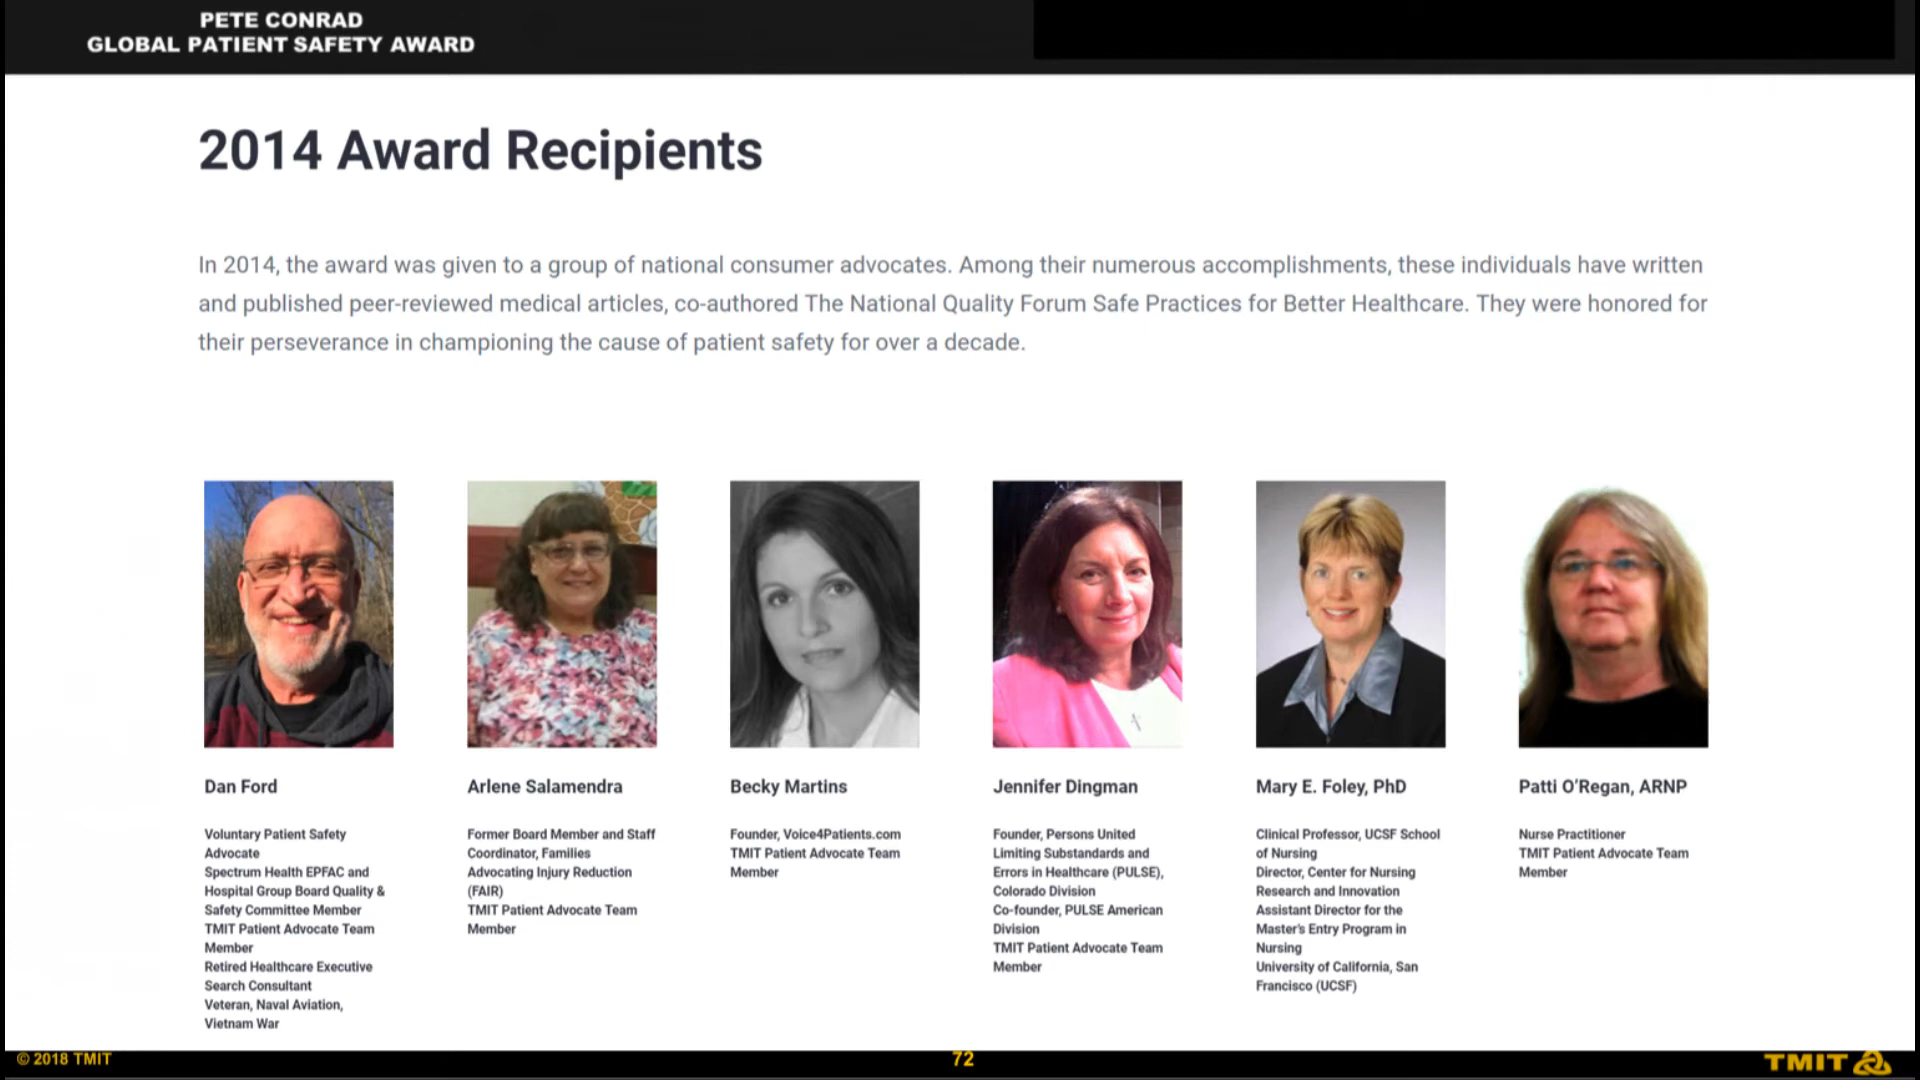 PETE CONRAD
GLOBAL PATIENT SAFETY AWARD
2014 Award Recipients
In 2014, the award was given to a group of national consumer advocates. Among their numerous accomplishments, these individuals have written
and published peer-reviewed medical articles, co-authored The National Quality Forum Safe Practices for Better Healthcare. They were honored for
their perseverance in championing the cause of patient safety for over a decade.
Dan Ford
Voluntary Patient Safety
Advocate
Spectrum Health EPFAC and
Hospital Group Board Quality &
Safety Committee Member
TMIT Patient Advocate Team
Member
Retired Healthcare Executive
Search Consultant
Veteran, Naval Aviation,
Vietnam War
Arlene Salamendra
Former Board Member and Staff
Coordinator, Families
Advocating Injury Reduction
(FAIR)
TMIT Patient Advocate Team
Member
Becky Martins
Founder, Voice4Patients.com
TMIT Patient Advocate Team
Member
Jennifer Dingman
Founder, Persons United
Limiting Substandards and
Errors in Healthcare (PULSE),
Colorado Division
Co-founder, PULSE American
Division
TMIT Patient Advocate Team
Member
Mary E. Foley, PhD
Clinical Professor, UCSF School
of Nursing
Director, Center for Nursing
Research and Innovation
Assistant Director for the
Master's Entry Program in
Nursing
University of California, San
Francisco (UCSF)
Patti O'Regan, ARNP
Nurse Practitioner
TMIT Patient Advocate Team
Member
© 2018 TMIT
72
TMIT